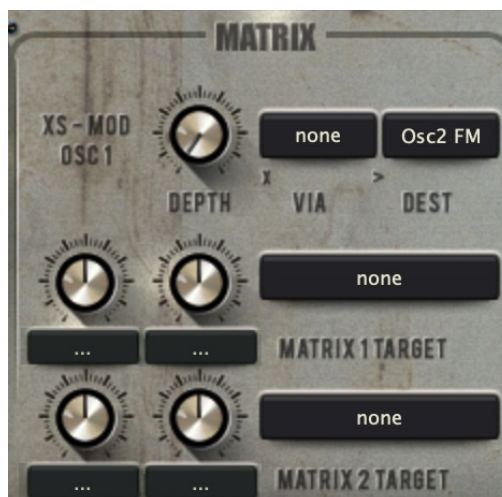 MATRIX
XS-MOD
OSC 1
none
Osc2 FM
x
>
DEPTH
VIA
DEST
none
...
...
MATRIX 1 TARGET
none
...
...
MATRIX 2 TARGET